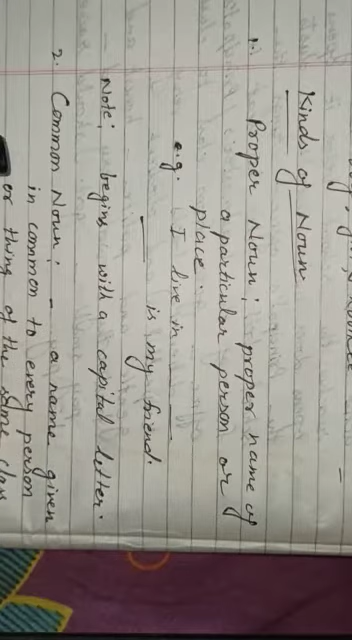 Kinds of Noun
1. Proper Noun; proper name of
a particular person or
place.
e.g. I live in ______
______ is my friend.
Note; begins with a capital letter.
2. Common Noun; - a name given
in common to every person
or thing of the same class